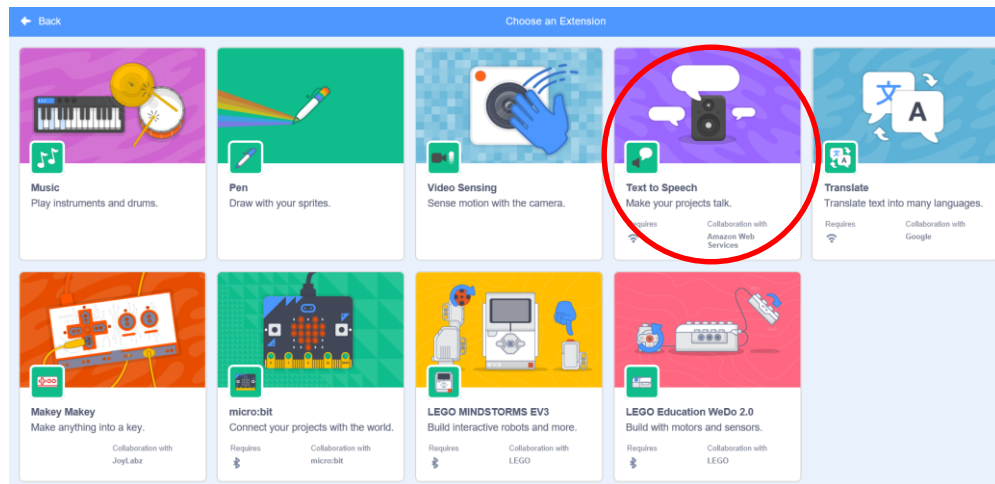 Back
Choose an Extension
Music
Play instruments and drums.
Pen
Draw with your sprites.
Video Sensing
Sense motion with the camera.
Text to Speech
Make your projects talk.
Requires
Collaboration with
Amazon Web
Services
文
A
Translate
Translate text into many languages.
Requires
Collaboration with
Google
Makey Makey
Make anything into a key.
Collaboration with
JoyLabz
micro:bit
Connect your projects with the world.
Requires
Collaboration with
micro:bit
LEGO MINDSTORMS EV3
Build interactive robots and more.
Requires
Collaboration with
LEGO
LEGO Education WeDo 2.0
Build with motors and sensors.
Requires
Collaboration with
LEGO